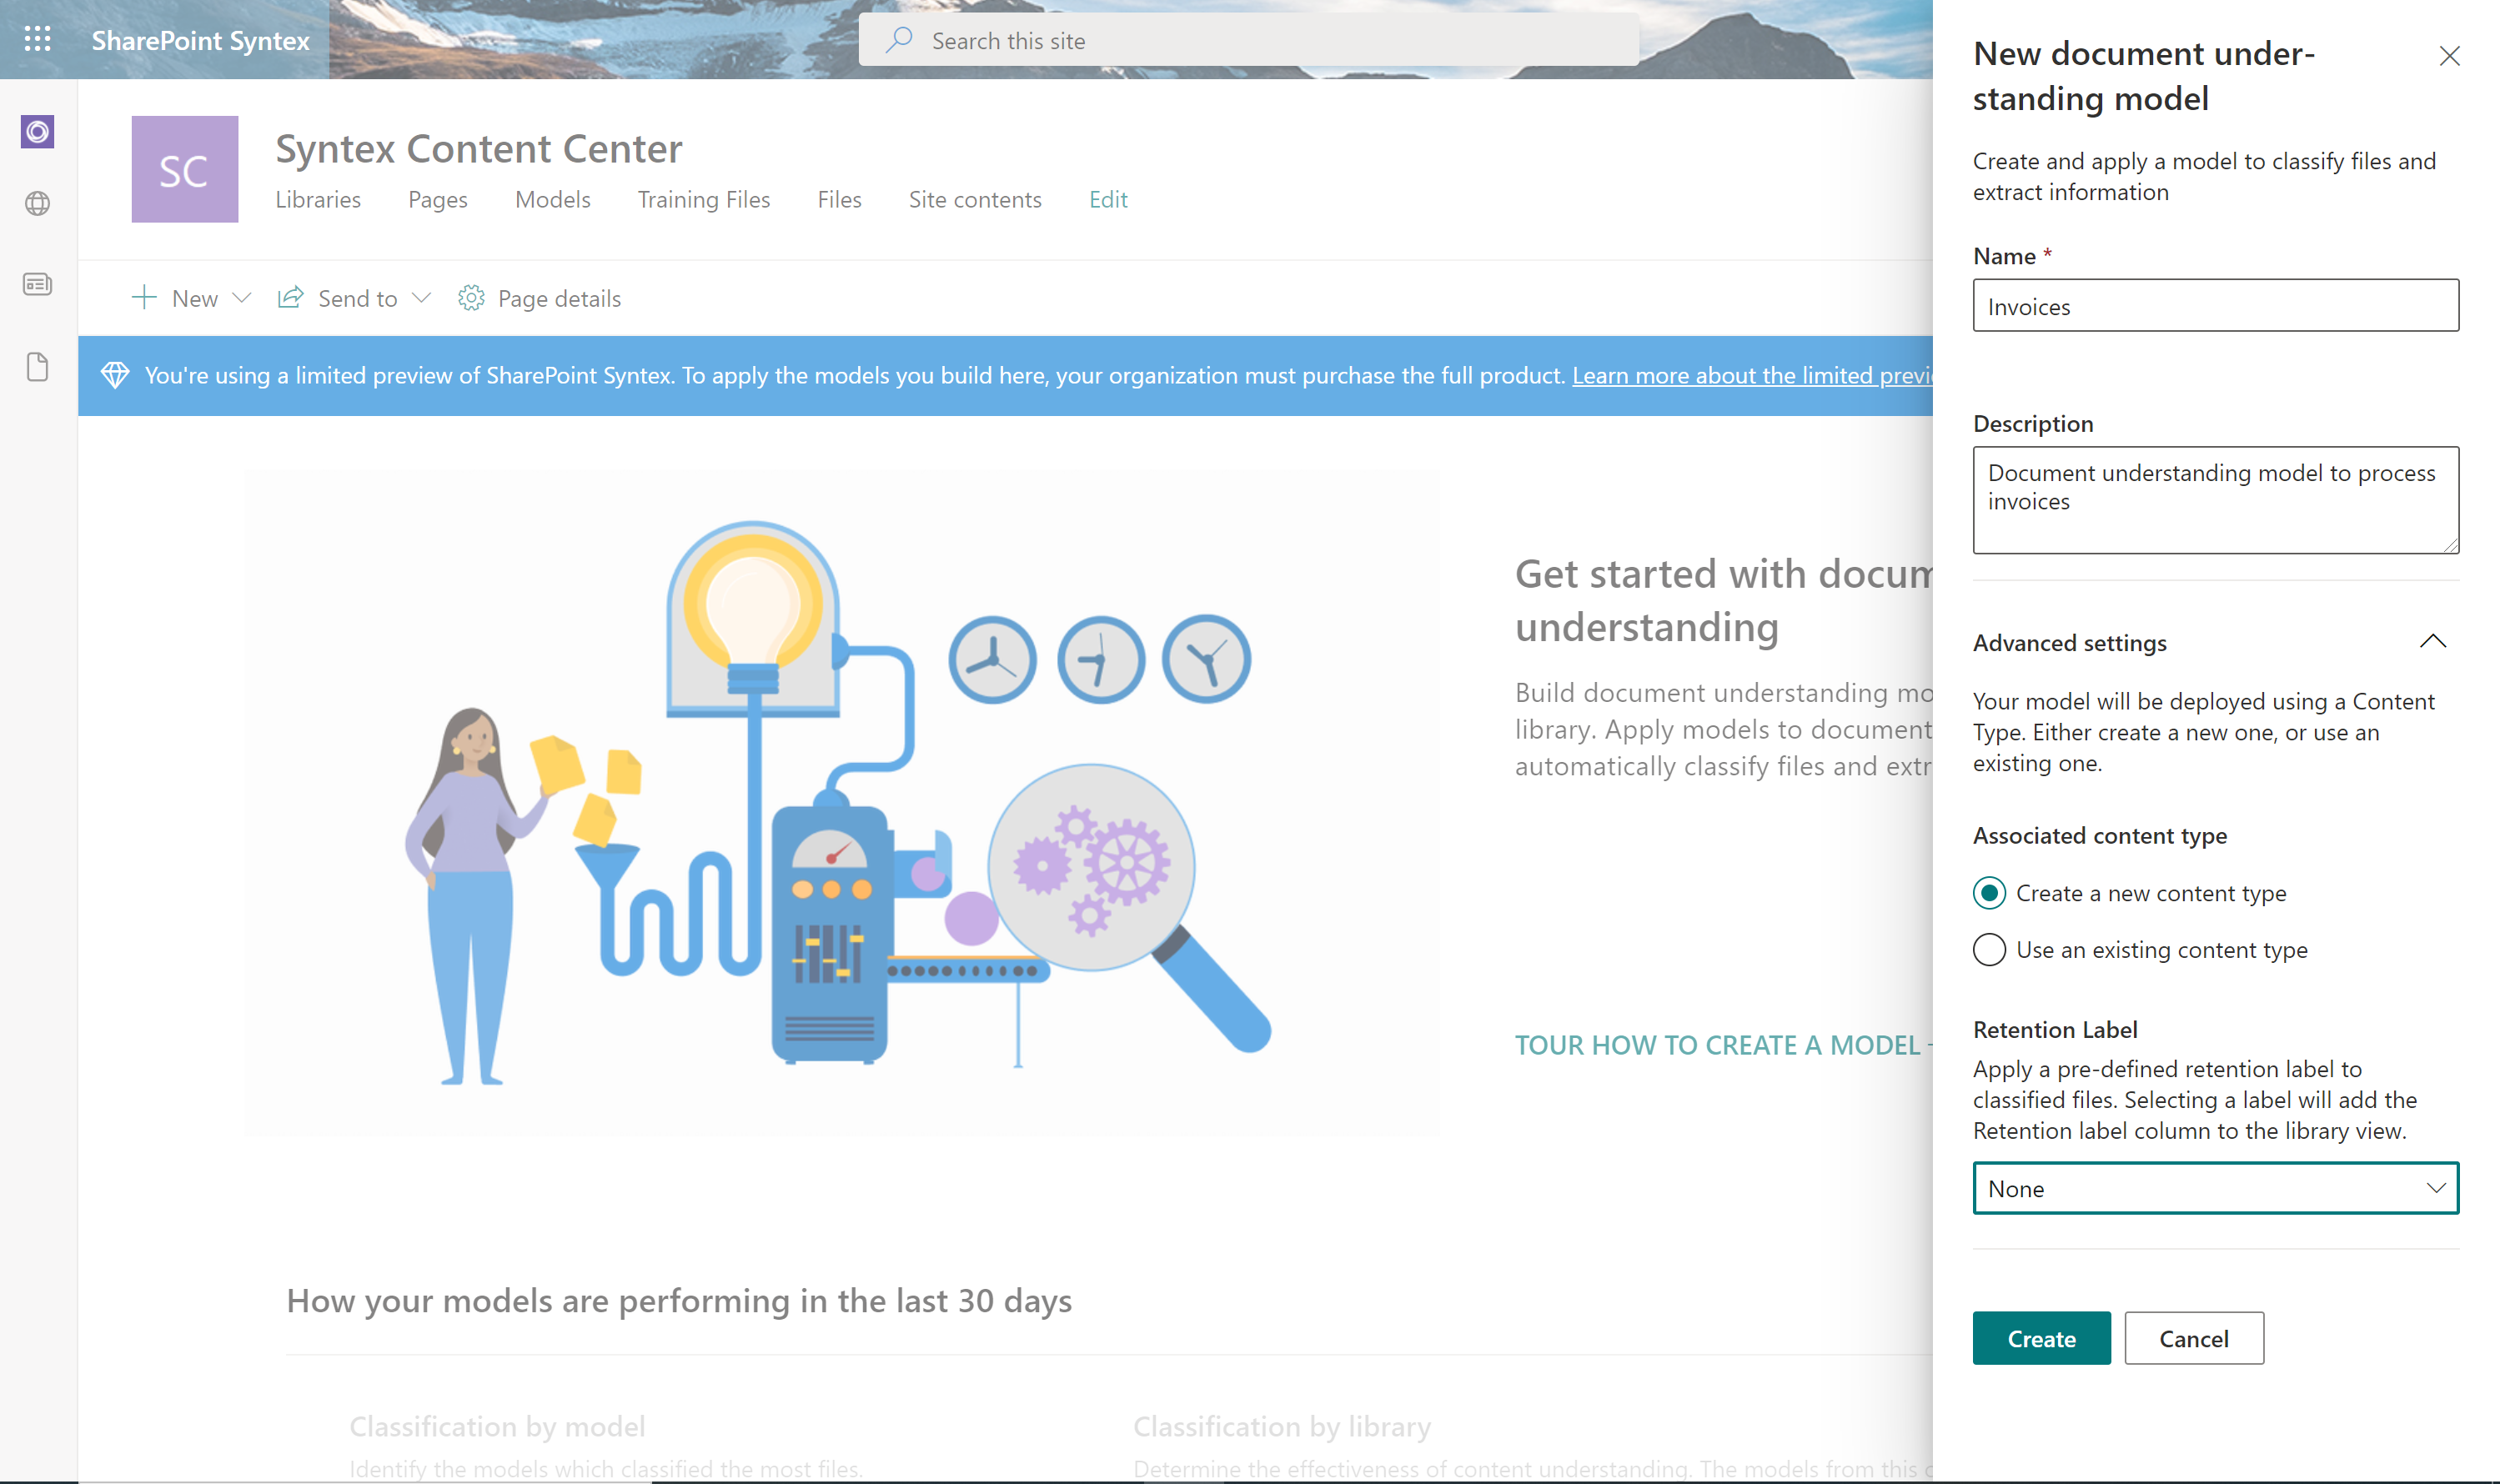 SharePoint Syntex
Search this site
SC
Syntex Content Center
Libraries
Pages
Models
Training Files
Files
Site contents
Edit
New
Send to
Page details
You're using a limited preview of SharePoint Syntex. To apply the models you build here, your organization must purchase the full product. Learn more about the limited previ
Get started with docum
understanding
Build document understanding mo
library. Apply models to document
automatically classify files and extr
TOUR HOW TO CREATE A MODEL
How your models are performing in the last 30 days
Classification by model
Identify the models which classified the most files.
Classification by library
Determine the effectiveness of content understanding. The models from this c
New document under-
standing model
Create and apply a model to classify files and
extract information
Name *
Invoices
Description
Document understanding model to process
invoices
Advanced settings
Your model will be deployed using a Content
Type. Either create a new one, or use an
existing one.
Associated content type
Create a new content type
Use an existing content type
Retention Label
Apply a pre-defined retention label to
classified files. Selecting a label will add the
Retention label column to the library view.
None
Create
Cancel